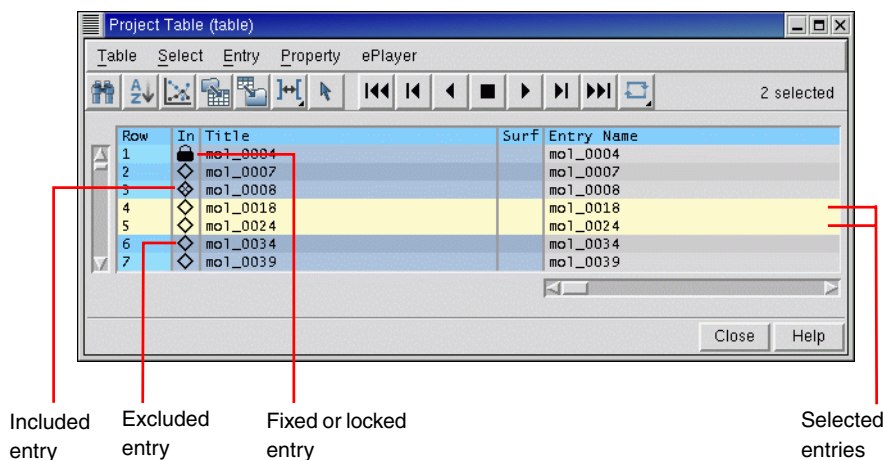 Project Table (table)
Table Select Entry Property ePlayer
2 selected
Row In Title Surf Entry Name
1 mol_0004 mol_0004
2 mol_0007 mol_0007
3 mol_0008 mol_0008
4 mol_0018 mol_0018
5 mol_0024 mol_0024
6 mol_0034 mol_0034
7 mol_0039 mol_0039
Close Help
Included entry
Excluded entry
Fixed or locked entry
Selected entries